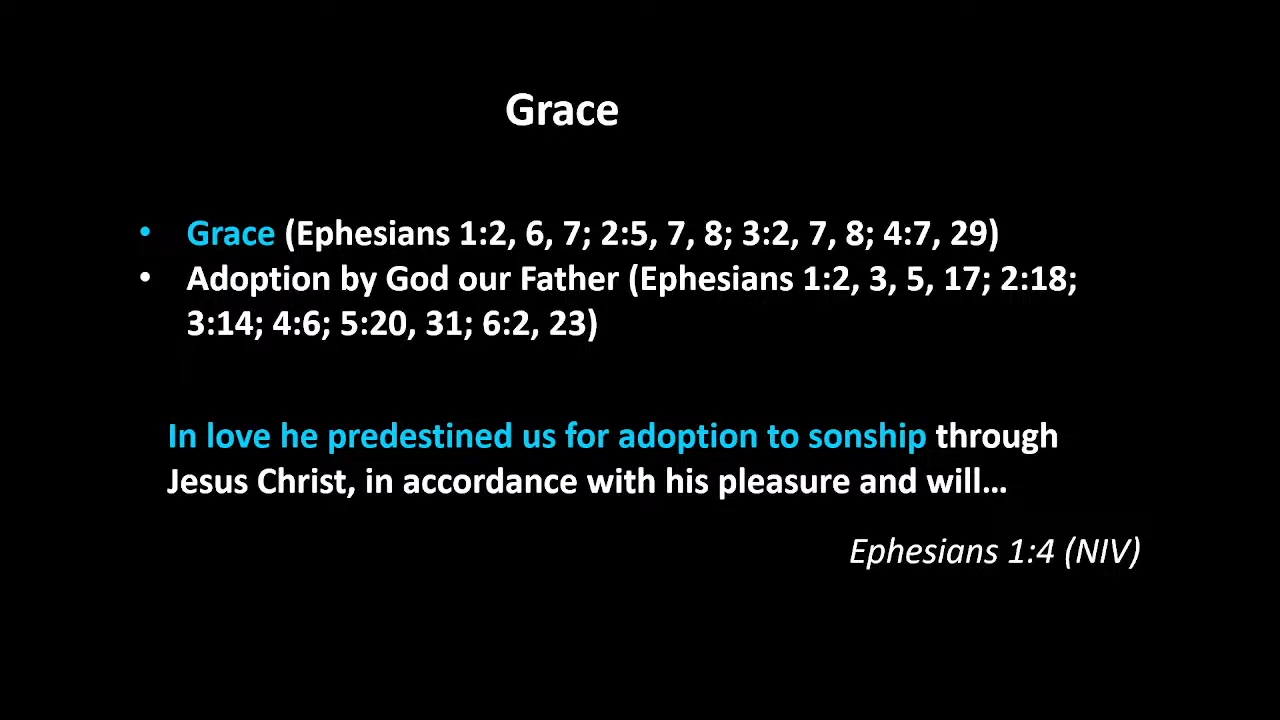 Grace
• Grace (Ephesians 1:2, 6, 7; 2:5, 7, 8; 3:2, 7, 8; 4:7, 29)
• Adoption by God our Father (Ephesians 1:2, 3, 5, 17; 2:18;
3:14; 4:6; 5:20, 31; 6:2, 23)
In love he predestined us for adoption to sonship through
Jesus Christ, in accordance with his pleasure and will…
Ephesians 1:4 (NIV)